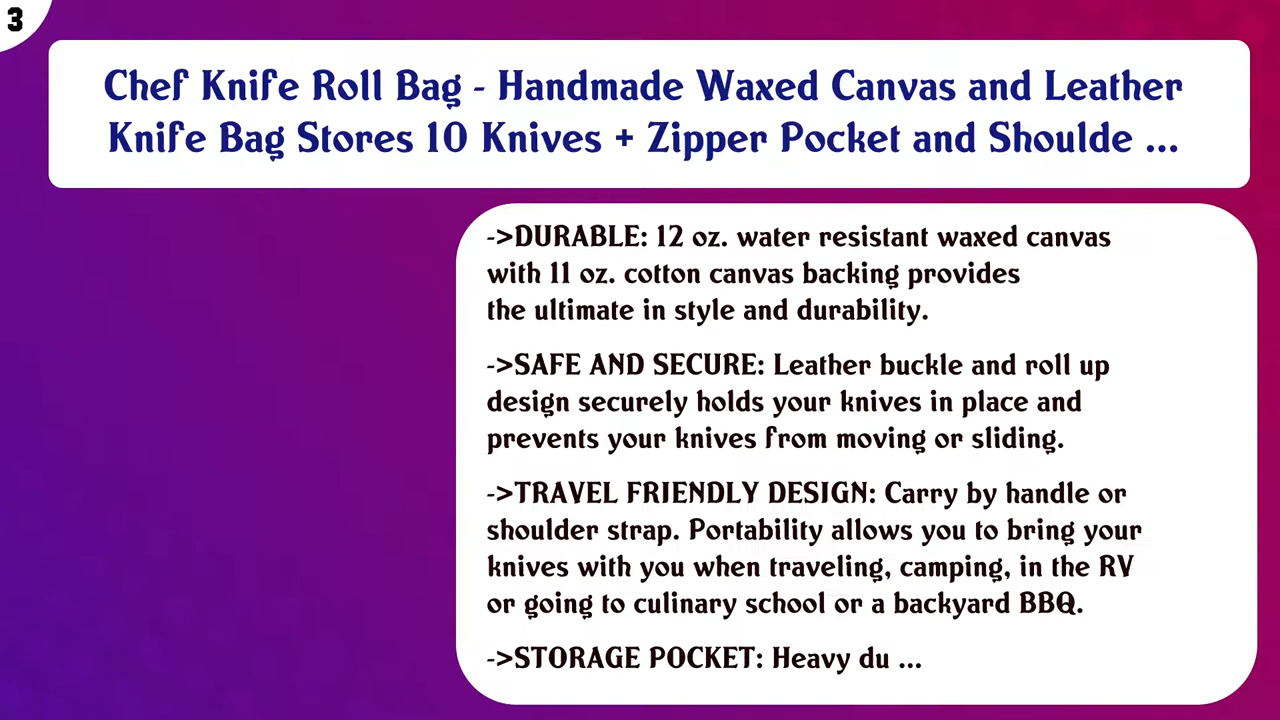 3
Chef Knife Roll Bag - Handmade Waxed Canvas and Leather
Knife Bag Stores 10 Knives + Zipper Pocket and Shoulde ...
->DURABLE: 12 oz. water resistant waxed canvas
with 11 oz. cotton canvas backing provides
the ultimate in style and durability.
->SAFE AND SECURE: Leather buckle and roll up
design securely holds your knives in place and
prevents your knives from moving or sliding.
->TRAVEL FRIENDLY DESIGN: Carry by handle or
shoulder strap. Portability allows you to bring your
knives with you when traveling, camping, in the RV
or going to culinary school or a backyard BBQ.
->STORAGE POCKET: Heavy du ...